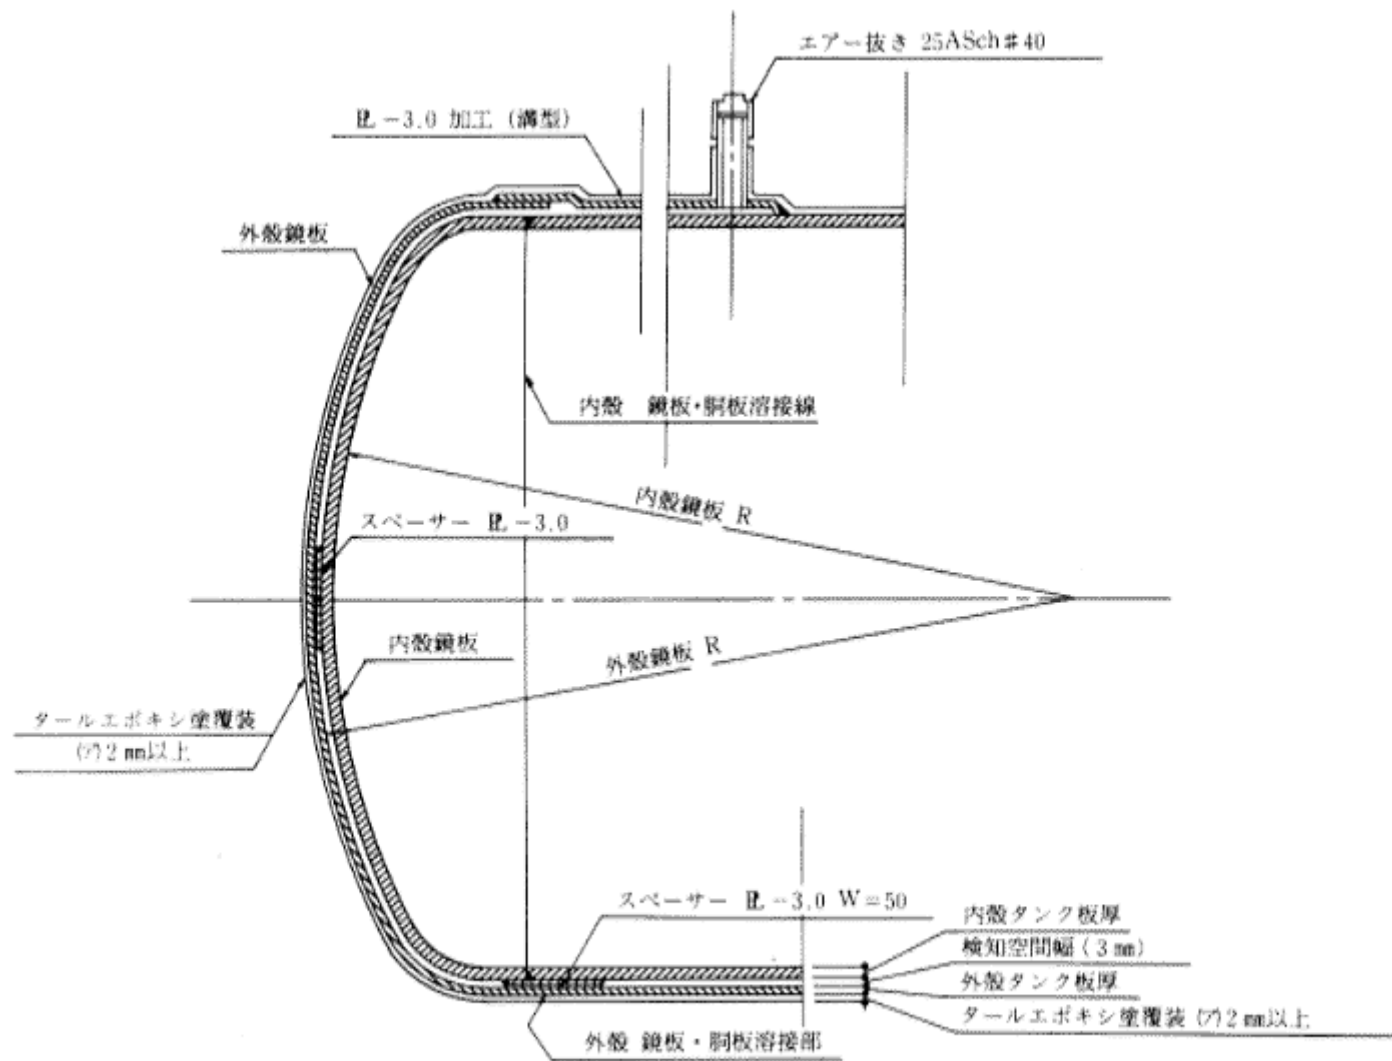 エアー抜き 25ASch#40
PL-3.0 加工(溝型)
外殻鏡板
内殻 鏡板・胴板溶接線
内殻鏡板 R
スペーサー PL-3.0
内殻鏡板
外殻鏡板 R
タールエポキシ塗覆装
(ア)2mm以上
スペーサー PL-3.0 W=50
内殻タンク板厚
検知空間幅(3mm)
外殻タンク板厚
タールエポキシ塗覆装(ア)2mm以上
外殻 鏡板・胴板溶接部